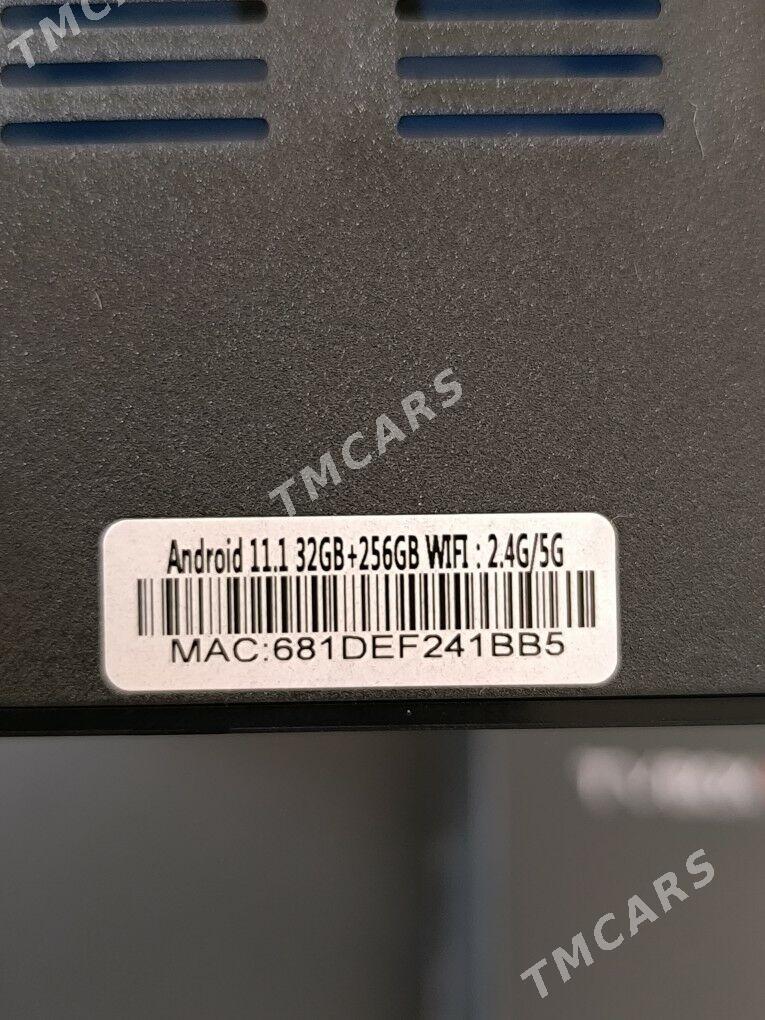 TMCARS
TMCARS
Android 11.1 32GB+256GB WIFI : 2.4G/5G
MAC:681DEF241BB5
TMCARS